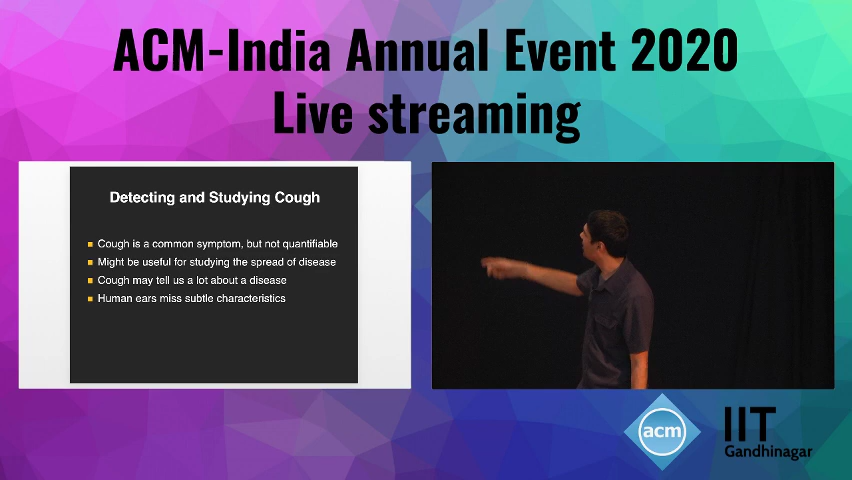 ACM-India Annual Event 2020
Live streaming
Detecting and Studying Cough
Cough is a common symptom, but not quantifiable
Might be useful for studying the spread of disease
Cough may tell us a lot about a disease
Human ears miss subtle characteristics
acm
IIT
Gandhinagar